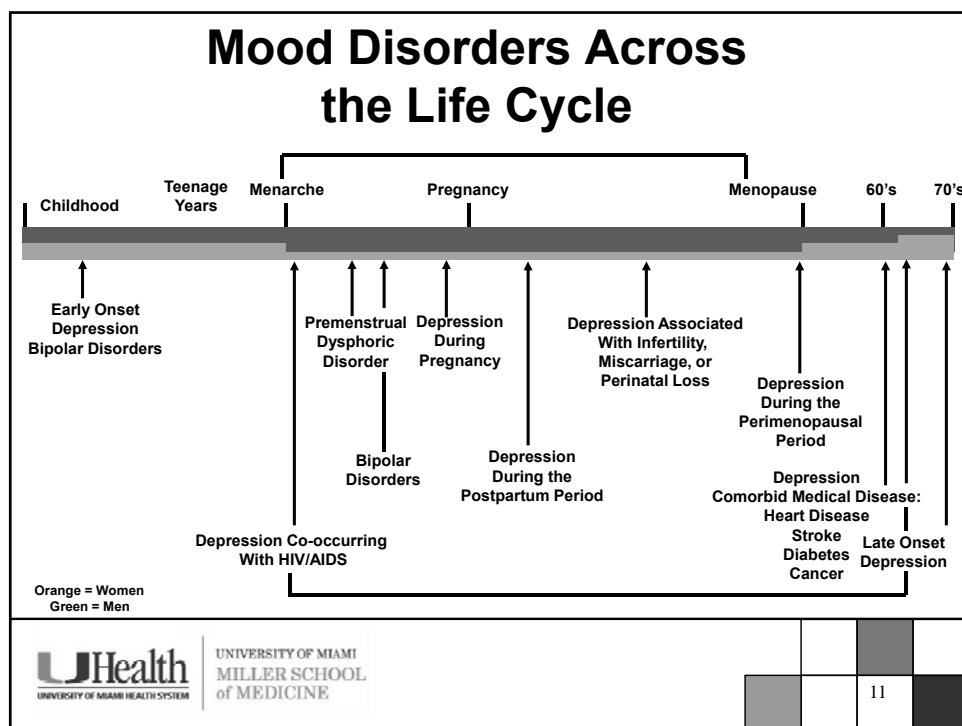 Mood Disorders Across
the Life Cycle
Childhood
Teenage
Years
Menarche
Pregnancy
Menopause
60’s
70’s
Early Onset
Depression
Bipolar Disorders
Premenstrual
Dysphoric
Disorder
Depression
During
Pregnancy
Depression Associated
With Infertility,
Miscarriage, or
Perinatal Loss
Depression
During the
Perimenopausal
Period
Bipolar
Disorders
Depression
During the
Postpartum Period
Depression
Comorbid Medical Disease:
Heart Disease
Stroke
Diabetes
Cancer
Late Onset
Depression
Depression Co-occurring
With HIV/AIDS
Orange = Women
Green = Men
UHealth
UNIVERSITY OF MIAMI HEALTH SYSTEM
UNIVERSITY OF MIAMI
MILLER SCHOOL
of MEDICINE
11